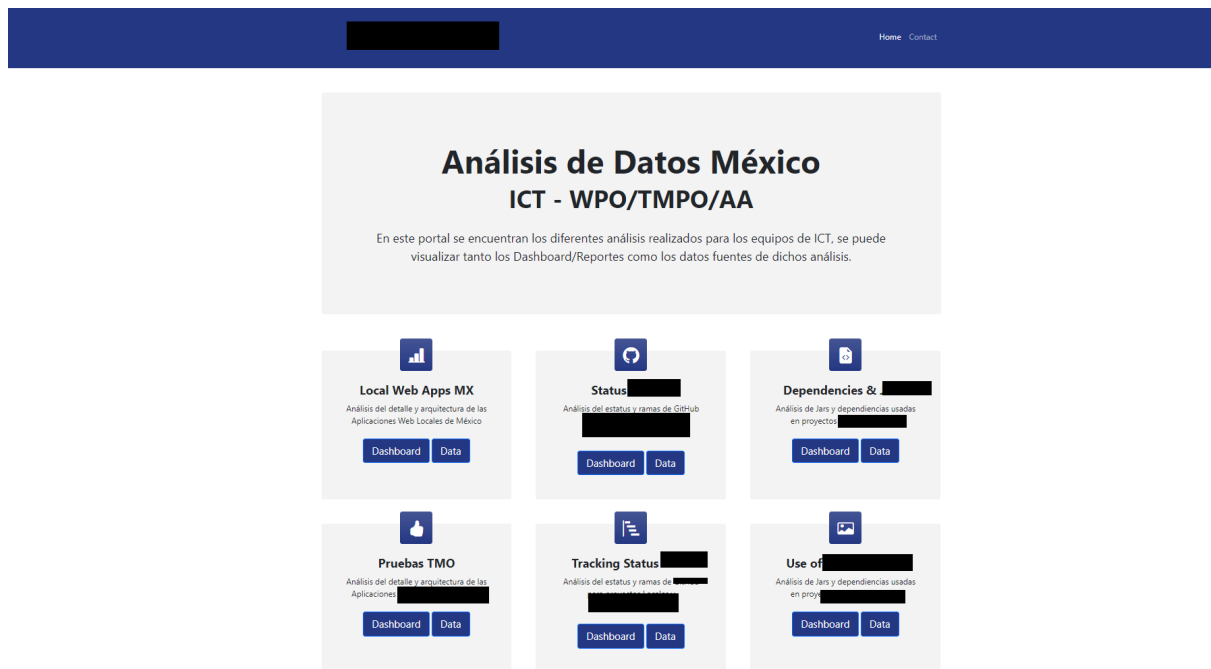 Home Contact
Análisis de Datos México
ICT - WPO/TMPO/AA
En este portal se encuentran los diferentes análisis realizados para los equipos de ICT, se puede
visualizar tanto los Dashboard/Reportes como los datos fuentes de dichos análisis.
Local Web Apps MX
Análisis del detalle y arquitectura de las
Aplicaciones Web Locales de México
Dashboard Data
Status
Análisis del estatus y ramas de GitHub
Dashboard Data
Dependencies &
Análisis de Jars y dependiencias usadas
en proyectos
Dashboard Data
Pruebas TMO
Análisis del detalle y arquitectura de las
Aplicaciones
Dashboard Data
Tracking Status
Análisis del estatus y ramas de
Dashboard Data
Use of
Análisis de Jars y dependiencias usadas
en
Dashboard Data